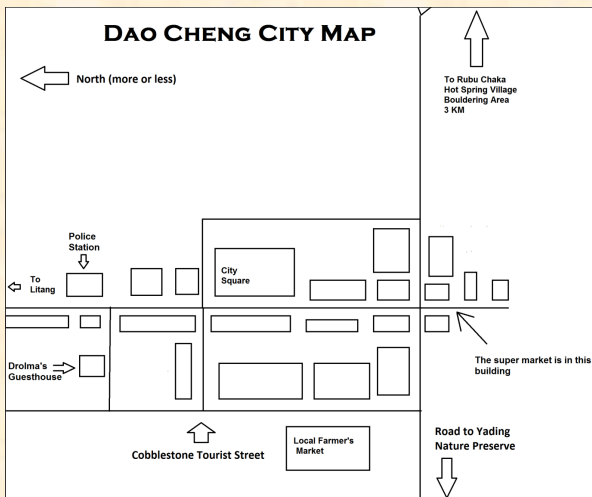 DAO CHENG CITY MAP
North (more or less)
To Rubu Chaka
Hot Spring Village
Bouldering Area
3 KM
Police
Station
City
Square
To
Litang
Drolma's
Guesthouse
The super market is in this
building
Cobblestone Tourist Street
Local Farmer's
Market
Road to Yading
Nature Preserve